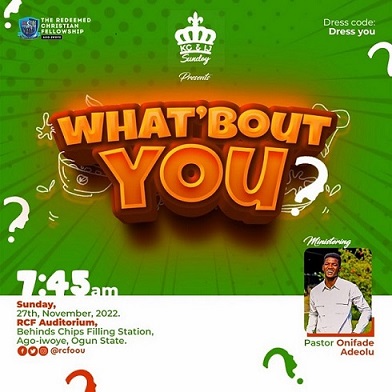 THE REDEEMED
CHRISTIAN
FELLOWSHIP
KC & LJ
Sunday
Presents
Dress code:
Dress you
WHAT'BOUT
YOU?
7:45am
Sunday,
27th, November, 2022.
RCF Auditorium,
Behinds Chips Filling Station,
Ago-iwoye, Ogun State.
@rcfoou
Ministering
Pastor Onifade
Adeolu